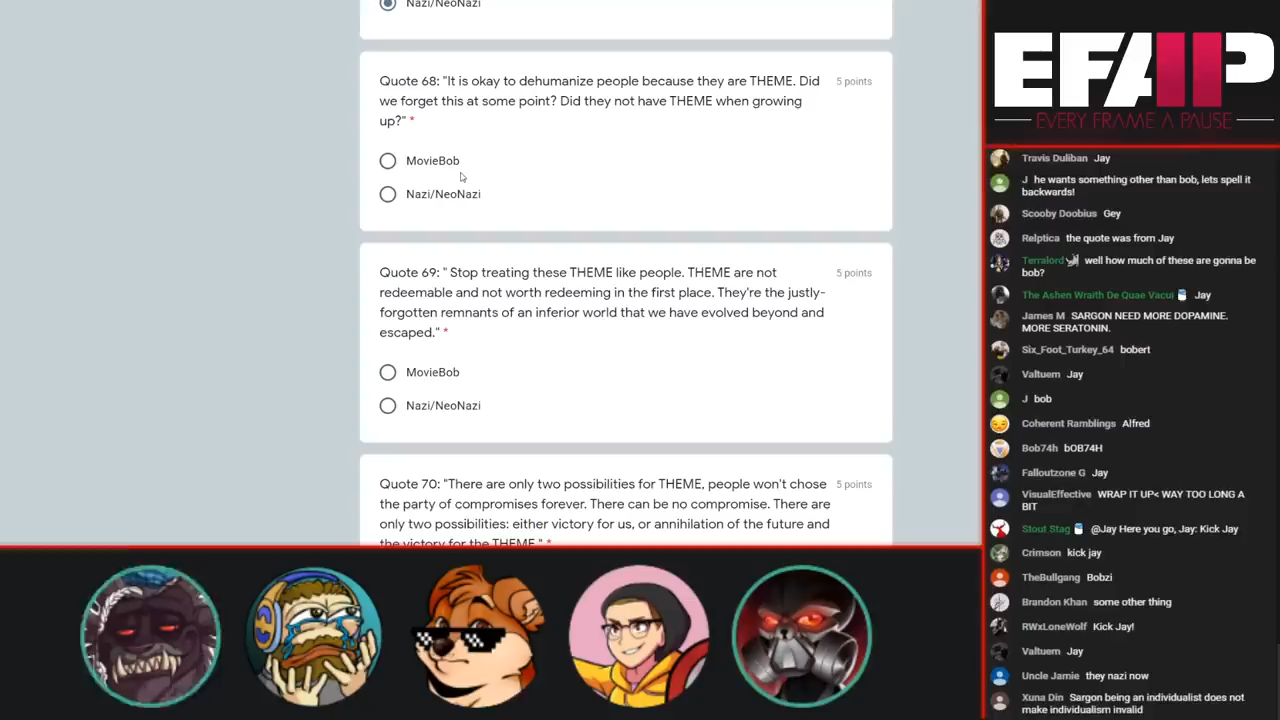 Nazi/NeoNazi
Quote 68: "It is okay to dehumanize people because they are THEME. Did
we forget this at some point? Did they not have THEME when growing
up?" *
5 points
MovieBob
Nazi/NeoNazi
Quote 69: " Stop treating these THEME like people. THEME are not
redeemable and not worth redeeming in the first place. They're the justly-
forgotten remnants of an inferior world that we have evolved beyond and
escaped." *
5 points
MovieBob
Nazi/NeoNazi
Quote 70: "There are only two possibilities for THEME, people won't chose
the party of compromises forever. There can be no compromise. There are
only two possibilities: either victory for us, or annihilation of the future and
the victory for the THEME." *
5 points
EFAP
EVERY FRAME A PAUSE
Travis Duliban Jay
J he wants something other than bob, lets spell it
backwards!
Scooby Doobius Gey
Relptica the quote was from Jay
Terralord well how much of these are gonna be
bob?
The Ashen Wraith De Quae Vacui Jay
James M SARGON NEED MORE DOPAMINE.
MORE SERATONIN.
Six_Foot_Turkey_64 bobert
Valtuem Jay
J bob
Coherent Ramblings Alfred
Bob74h bOB74H
Falloutzone G Jay
VisualEffective WRAP IT UP< WAY TOO LONG A
BIT
Stout Stag @Jay Here you go, Jay: Kick Jay
Crimson kick jay
TheBullgang Bobzi
Brandon Khan some other thing
RWxLoneWolf Kick Jay!
Valtuem Jay
Uncle Jamie they nazi now
Xuna Din Sargon being an individualist does not
make individualism invalid